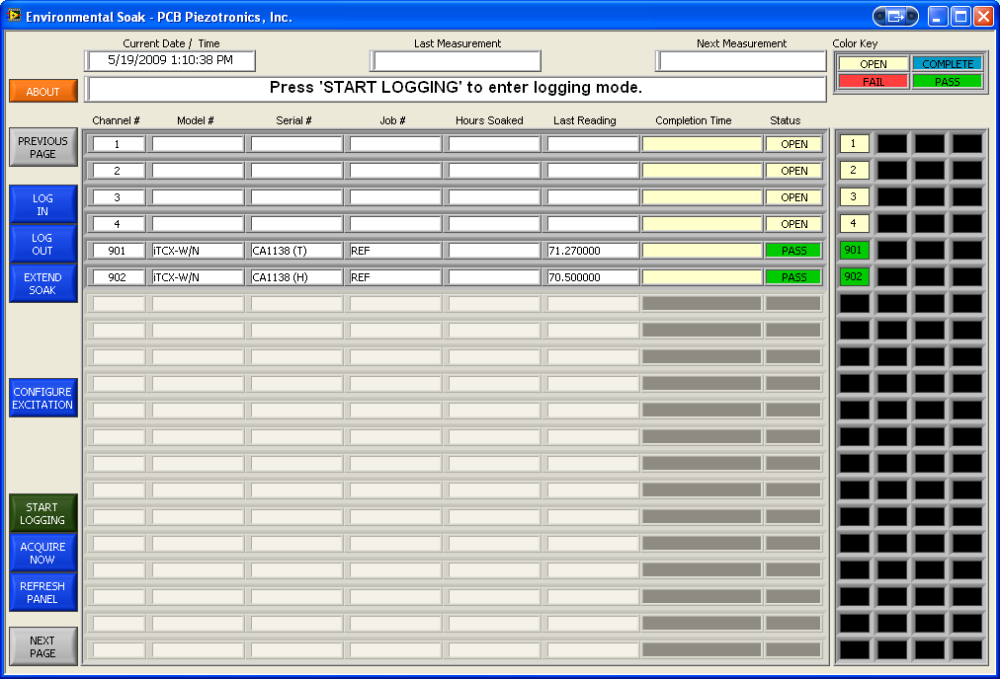 Environmental Soak - PCB Piezotronics, Inc.
Current Date / Time Last Measurement Next Measurement Color Key
5/19/2009 1:10:38 PM
OPEN COMPLETE
FAIL PASS
ABOUT
Press 'START LOGGING' to enter logging mode.
Channel # Model # Serial # Job # Hours Soaked Last Reading Completion Time Status
PREVIOUS
PAGE
1 OPEN 1
2 OPEN 2
LOG
IN
3 OPEN 3
4 OPEN 4
LOG
OUT
901 iTCX-W/N CA1138 (T) REF 71.270000 PASS 901
EXTEND
SOAK
902 iTCX-W/N CA1138 (H) REF 70.500000 PASS 902
CONFIGURE
EXCITATION
START
LOGGING
ACQUIRE
NOW
REFRESH
PANEL
NEXT
PAGE